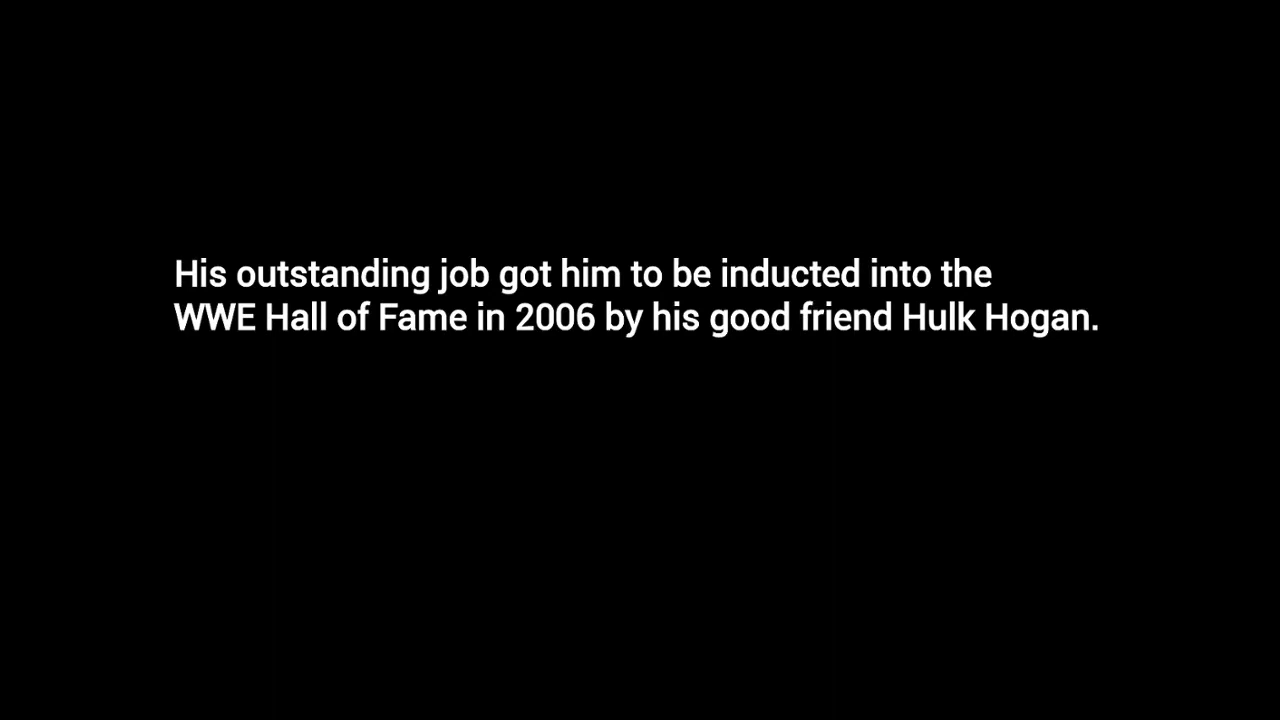 His outstanding job got him to be inducted into the
WWE Hall of Fame in 2006 by his good friend Hulk Hogan.